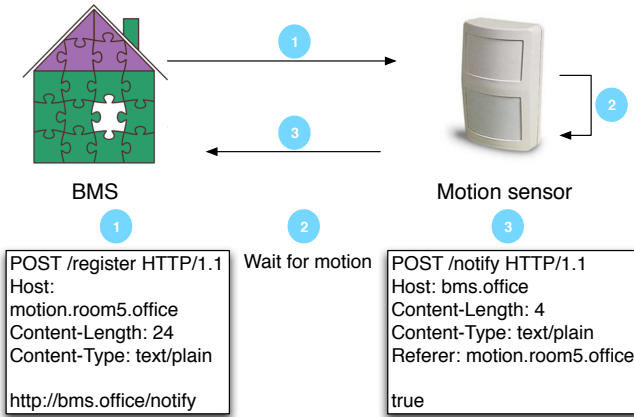 1
2
3
BMS
Motion sensor
1
2
3
POST /register HTTP/1.1
Host:
motion.room5.office
Content-Length: 24
Content-Type: text/plain
http://bms.office/notify
Wait for motion
POST /notify HTTP/1.1
Host: bms.office
Content-Length: 4
Content-Type: text/plain
Referer: motion.room5.office
true